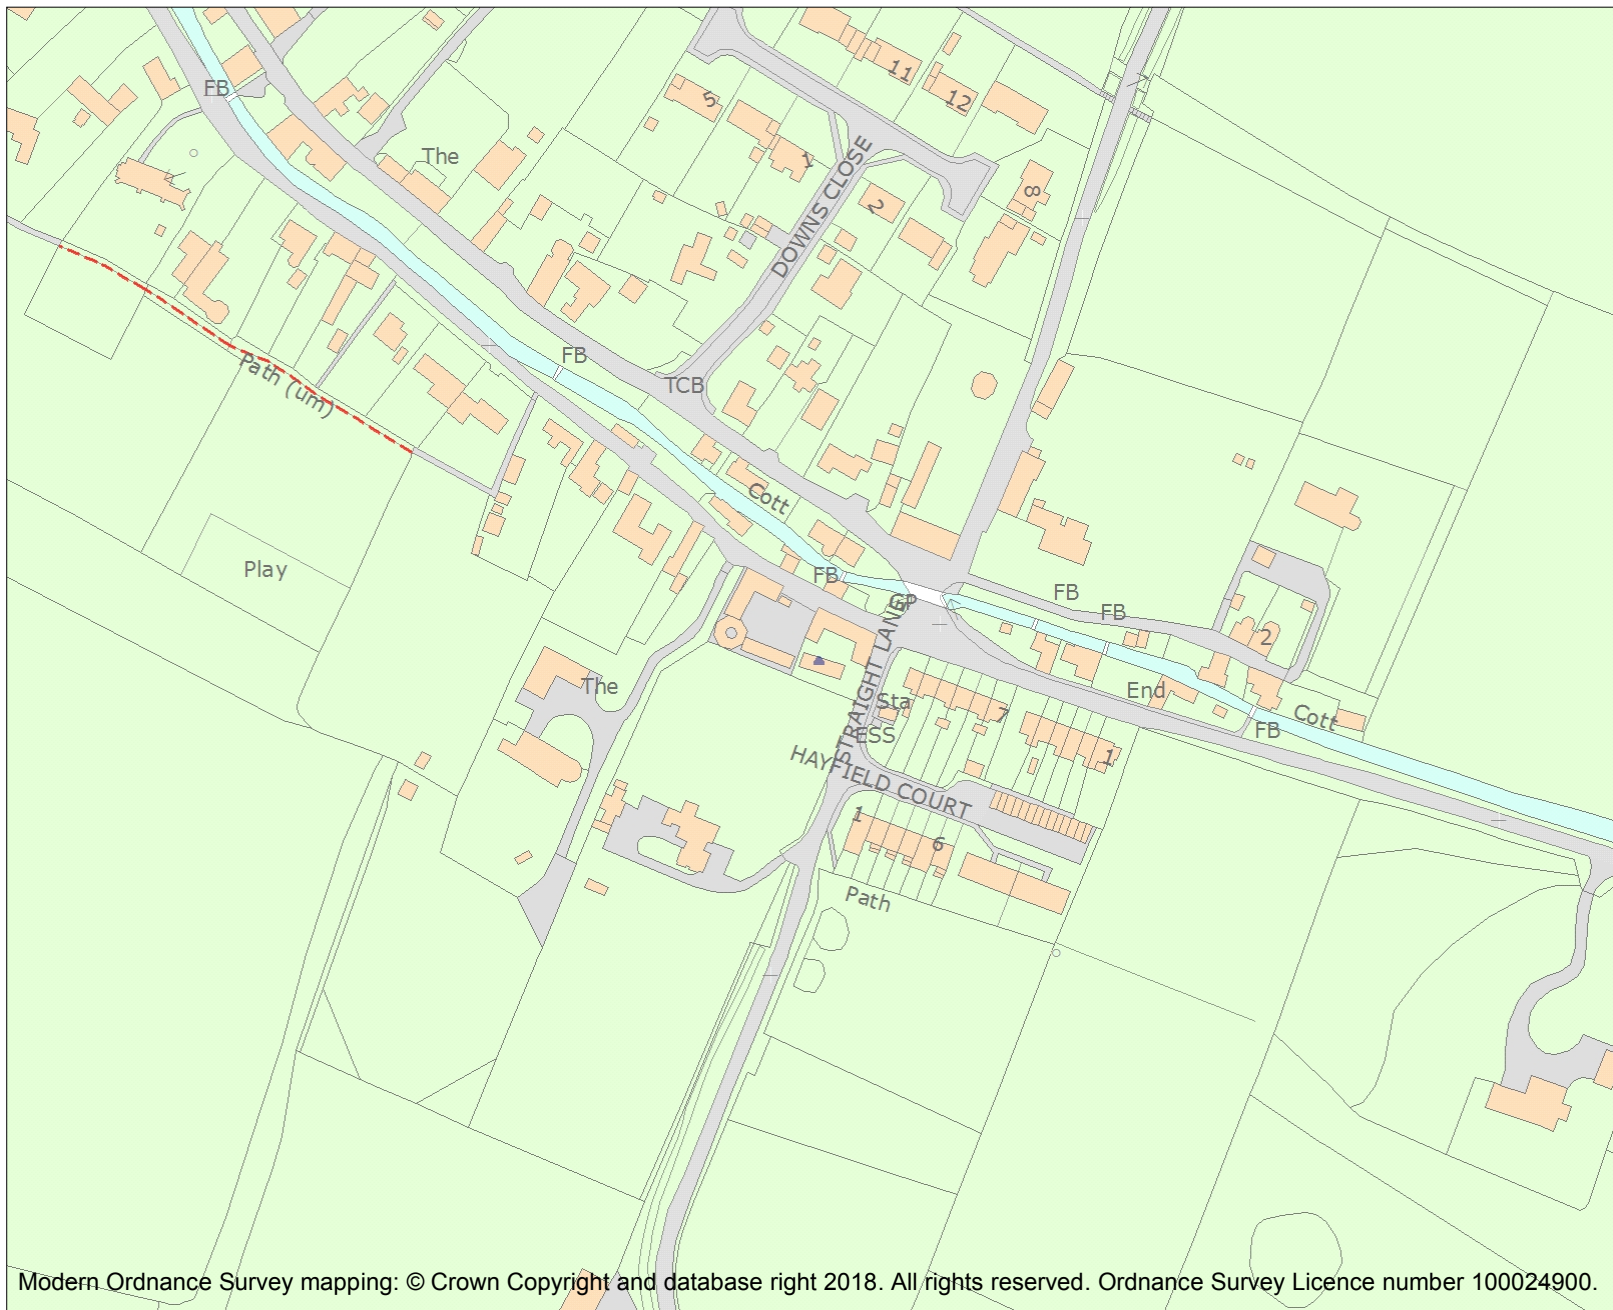 FB
11
5
12
The
1
DOWNS CLOSE
8
2
FB
TCB
Path (um)
Cott
Play
FB
FB
GP
FB
2
The
STRAIGHT LANE
End
Sta
7
Cott
ESS
FB
1
HAYFIELD COURT
1
6
Path
Modern Ordnance Survey mapping: © Crown Copyright and database right 2018. All rights reserved. Ordnance Survey Licence number 100024900.